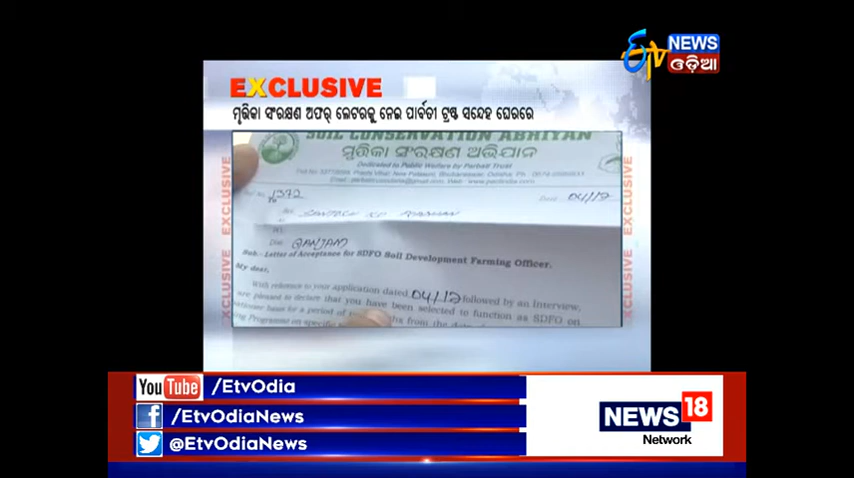 ETV NEWS
ଓଡ଼ିଆ
EXCLUSIVE
ମୃତ୍ତିକା ସଂରକ୍ଷଣ ଅଫର୍ ଲେଟରକୁ ନେଇ ପାର୍ବତୀ ଟ୍ରଷ୍ଟ ସନ୍ଦେହ ଘେରରେ
SOIL CONSERVATION ABHIYAN
ମୃତ୍ତିକା ସଂରକ୍ଷଣ ଅଭିଯାନ
Dedicated to Public Welfare by Parbati Trust
1372
Date 04/12
GANJAM
Sub:- Letter of Acceptance for SDFO Soil Development Farming Officer.
My dear,
With reference to your application dated 04/12 followed by an Interview,
are pleased to declare that you have been selected to function as SDFO on
basis for a period of
EXCLUSIVE
EXCLUSIVE
YouTube /EtvOdia
/EtvOdiaNews
@EtvOdiaNews
NEWS 18
Network